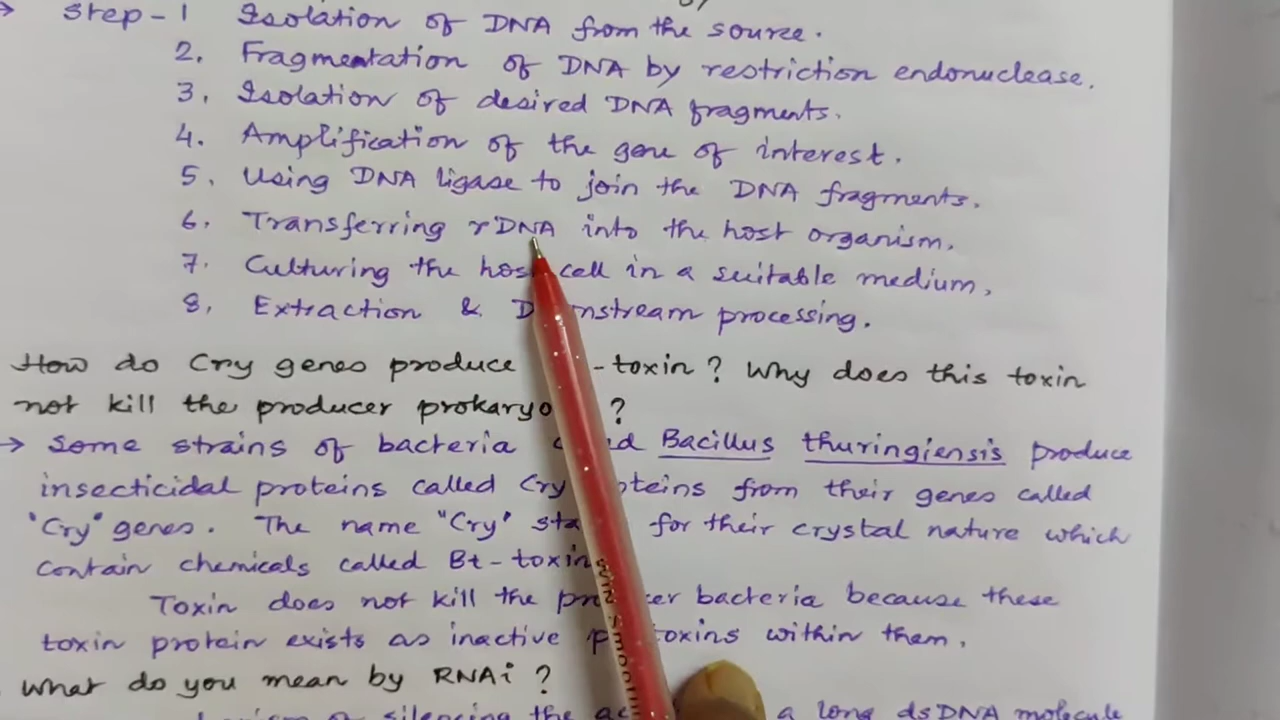 → Step-1 Isolation of DNA from the source.
2. Fragmentation of DNA by restriction endonuclease.
3. Isolation of desired DNA fragments.
4. Amplification of the gene of interest.
5. Using DNA ligase to join the DNA fragments.
6. Transferring rDNA into the host organism.
7. Culturing the host cell in a suitable medium.
8. Extraction & processing.
How do Cry genes produce -toxin? Why does this toxin
not kill the producer ?
→ Some strains of bacteria Bacillus thuringiensis produce
insecticidal proteins called Cry from their genes called
"Cry" genes. The name "Cry" for their crystal nature which
contain chemicals called Bt-toxin
Toxin does not kill the bacteria because these
toxin protein exists as inactive within them.
What do you mean by RNAi?
silencing the a long dsDNA molecule